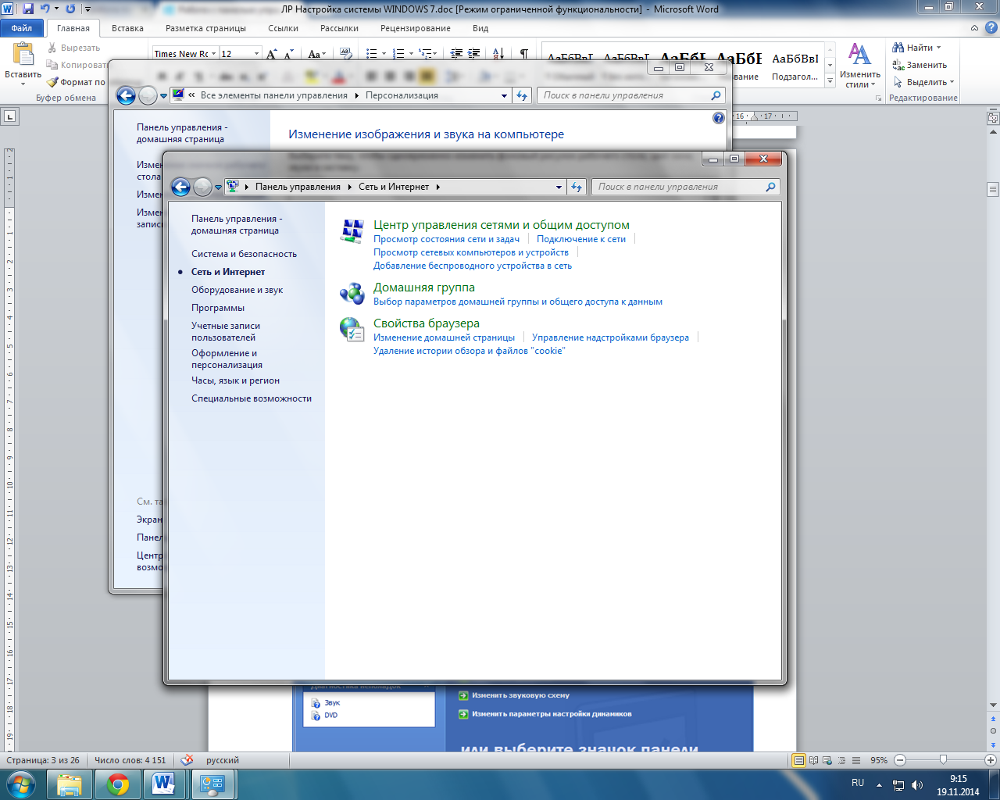 ЛР Настройка системы WINDOWS 7.doc [Режим ограниченной функциональности] - Microsoft Word
Файл
Главная
Вставка
Разметка страницы
Ссылки
Рассылки
Рецензирование
Вид
Вставить
Вырезать
Копировать
Формат по
Буфер обмена
Times New Rc
12
АаБбВвГ
АаБбВвГ
АаБбВ
АаБбВ
АаБбВвІ
Подзагол...
Изменить
стили
Найти
Заменить
Выделить
Редактирование
Все элементы панели управления
Персонализация
Поиск в панели управления
Панель управления -
домашняя страница
Изменение изображения и звука на компьютере
Панель управления
Сеть и Интернет
Поиск в панели управления
Панель управления -
домашняя страница
Система и безопасность
Сеть и Интернет
Оборудование и звук
Программы
Учетные записи
пользователей
Оформление и
персонализация
Часы, язык и регион
Специальные возможности
Центр управления сетями и общим доступом
Просмотр состояния сети и задач
Подключение к сети
Просмотр сетевых компьютеров и устройств
Добавление беспроводного устройства в сеть
Домашняя группа
Выбор параметров домашней группы и общего доступа к данным
Свойства браузера
Изменение домашней страницы
Управление надстройками браузера
Удаление истории обзора и файлов "cookie"
См. та
Экран
Панел
Центр
возмо
Звук
DVD
Изменить звуковую схему
Изменить параметры настройки динамиков
или выберите значок панели
Страница: 3 из 26
Число слов: 4 151
русский
95%
RU
9:15
19.11.2014